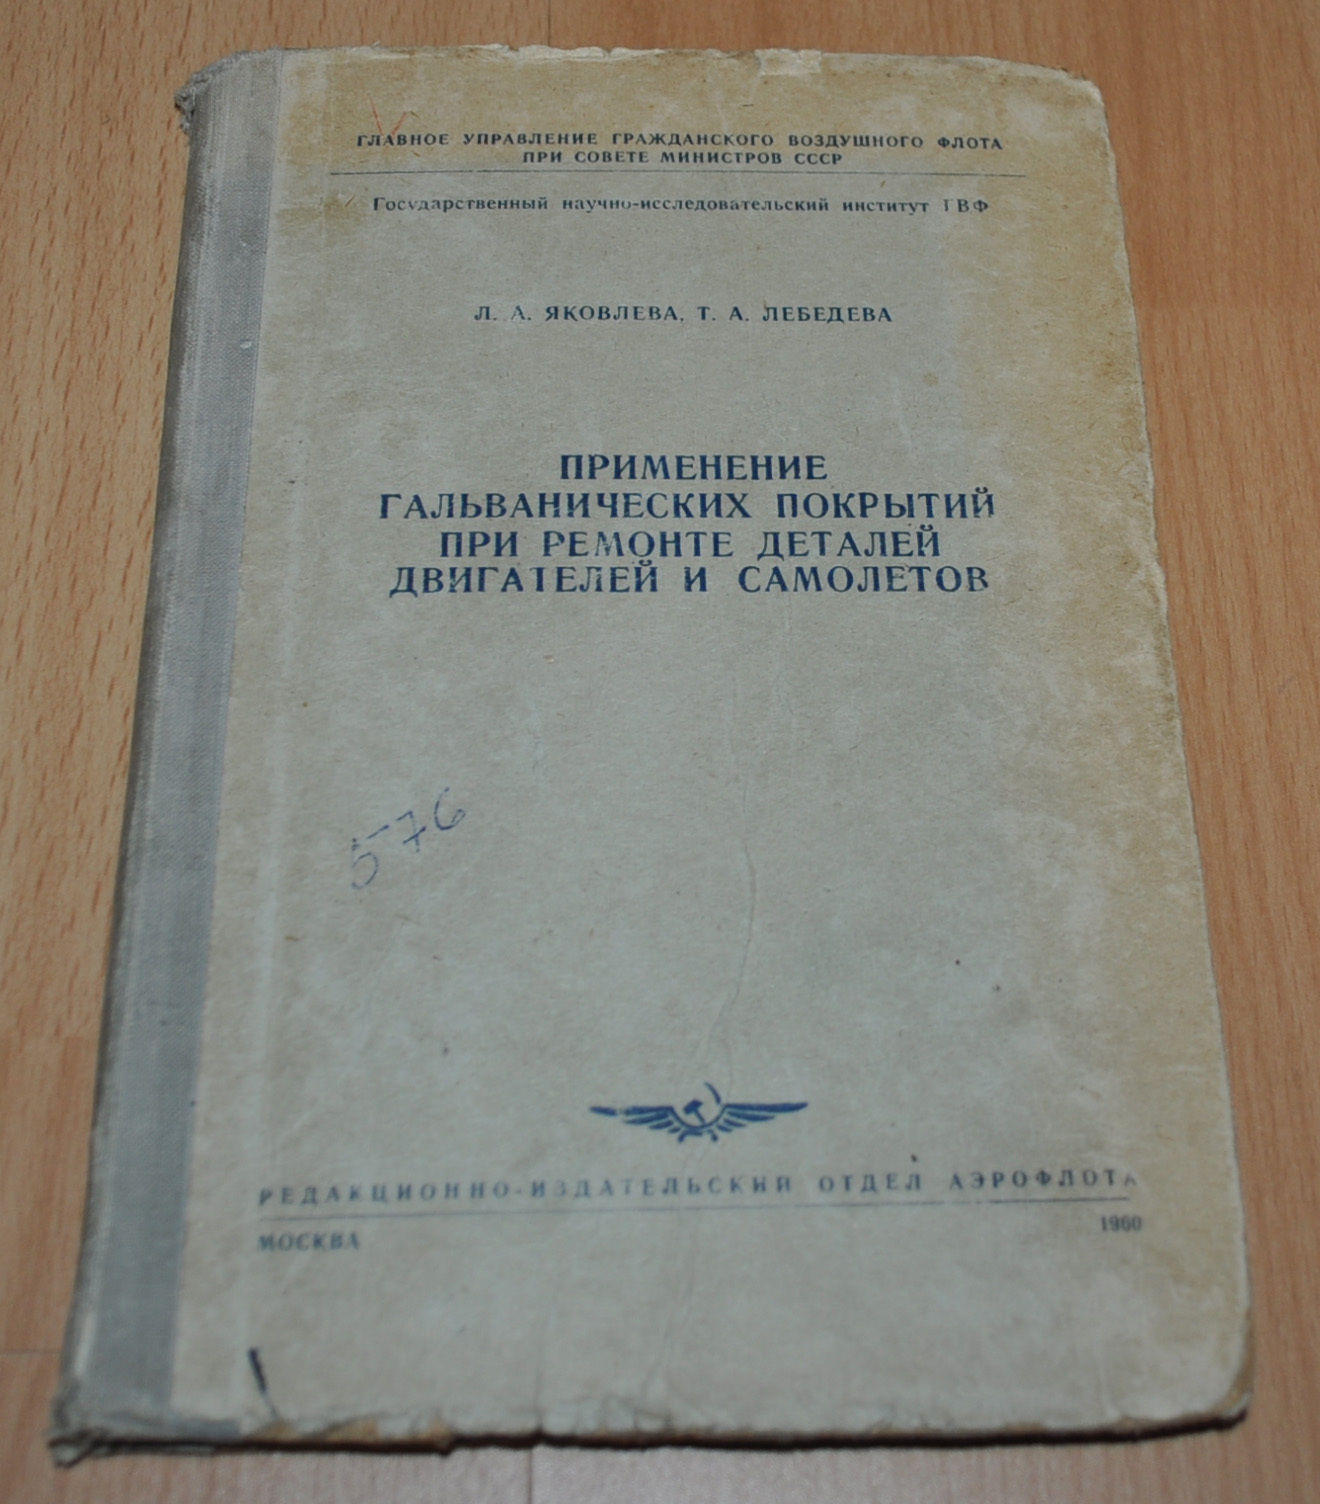 ГЛАВНОЕ УПРАВЛЕНИЕ ГРАЖДАНСКОГО ВОЗДУШНОГО ФЛОТА
ПРИ СОВЕТЕ МИНИСТРОВ СССР
Государственный научно-исследовательский институт ГВФ
Л. А. ЯКОВЛЕВА, Т. А. ЛЕБЕДЕВА
ПРИМЕНЕНИЕ
ГАЛЬВАНИЧЕСКИХ ПОКРЫТИЙ
ПРИ РЕМОНТЕ ДЕТАЛЕЙ
ДВИГАТЕЛЕЙ И САМОЛЕТОВ
576
РЕДАКЦИОННО-ИЗДАТЕЛЬСКИЙ ОТДЕЛ АЭРОФЛОТА
МОСКВА 1960